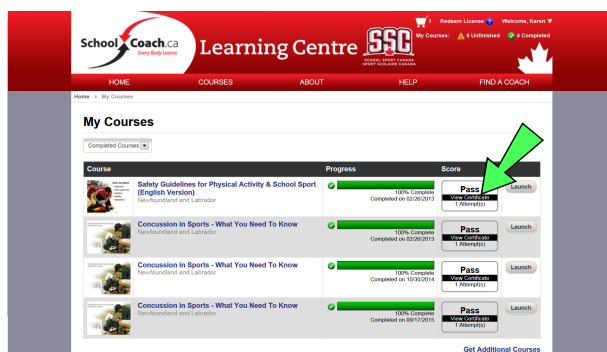 1 Redeem License ? Welcome, Karen ▼
School Coach.ca
Every Body Learns
Learning Centre
SSC
SCHOOL SPORT CANADA
SPORT SCOLAIRE CANADA
My Courses: 6 Unfinished 4 Completed
HOME COURSES ABOUT HELP FIND A COACH
Home » My Courses
My Courses
Completed Courses
Course Progress Score
Safety Guidelines for Physical Activity & School Sport
(English Version)
Newfoundland and Labrador
100% Complete
Completed on 02/26/2013
Pass
View Certificate
1 Attempt(s)
Launch
Concussion in Sports - What You Need To Know
Newfoundland and Labrador
100% Complete
Completed on 02/26/2013
Pass
View Certificate
1 Attempt(s)
Launch
Concussion in Sports - What You Need To Know
Newfoundland and Labrador
100% Complete
Completed on 10/30/2014
Pass
View Certificate
1 Attempt(s)
Launch
Concussion in Sports - What You Need To Know
Newfoundland and Labrador
100% Complete
Completed on 09/17/2015
Pass
View Certificate
1 Attempt(s)
Launch
Get Additional Courses